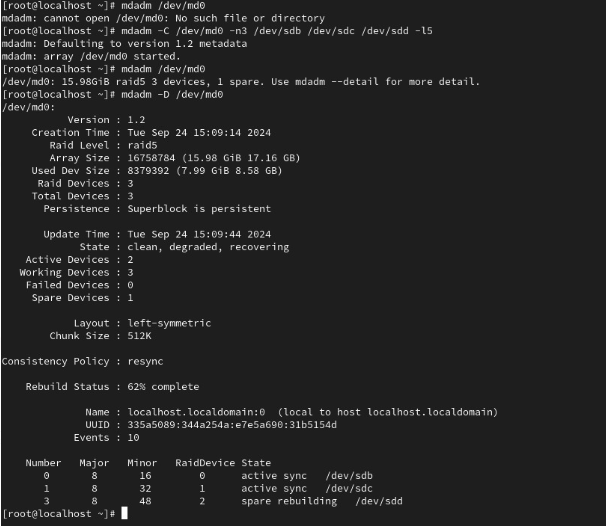 [root@localhost ~]# mdadm /dev/md0
mdadm: cannot open /dev/md0: No such file or directory
[root@localhost ~]# mdadm -C /dev/md0 -n3 /dev/sdb /dev/sdc /dev/sdd -l5
mdadm: Defaulting to version 1.2 metadata
mdadm: array /dev/md0 started.
[root@localhost ~]# mdadm /dev/md0
/dev/md0: 15.98GiB raid5 3 devices, 1 spare. Use mdadm --detail for more detail.
[root@localhost ~]# mdadm -D /dev/md0
/dev/md0:
Version : 1.2
Creation Time : Tue Sep 24 15:09:14 2024
Raid Level : raid5
Array Size : 16758784 (15.98 GiB 17.16 GB)
Used Dev Size : 8379392 (7.99 GiB 8.58 GB)
Raid Devices : 3
Total Devices : 3
Persistence : Superblock is persistent
Update Time : Tue Sep 24 15:09:44 2024
State : clean, degraded, recovering
Active Devices : 2
Working Devices : 3
Failed Devices : 0
Spare Devices : 1
Layout : left-symmetric
Chunk Size : 512K
Consistency Policy : resync
Rebuild Status : 62% complete
Name : localhost.localdomain:0 (local to host localhost.localdomain)
UUID : 335a5089:344a254a:e7e5a690:31b5154d
Events : 10
Number Major Minor RaidDevice State
0 8 16 0 active sync /dev/sdb
1 8 32 1 active sync /dev/sdc
3 8 48 2 spare rebuilding /dev/sdd
[root@localhost ~]#